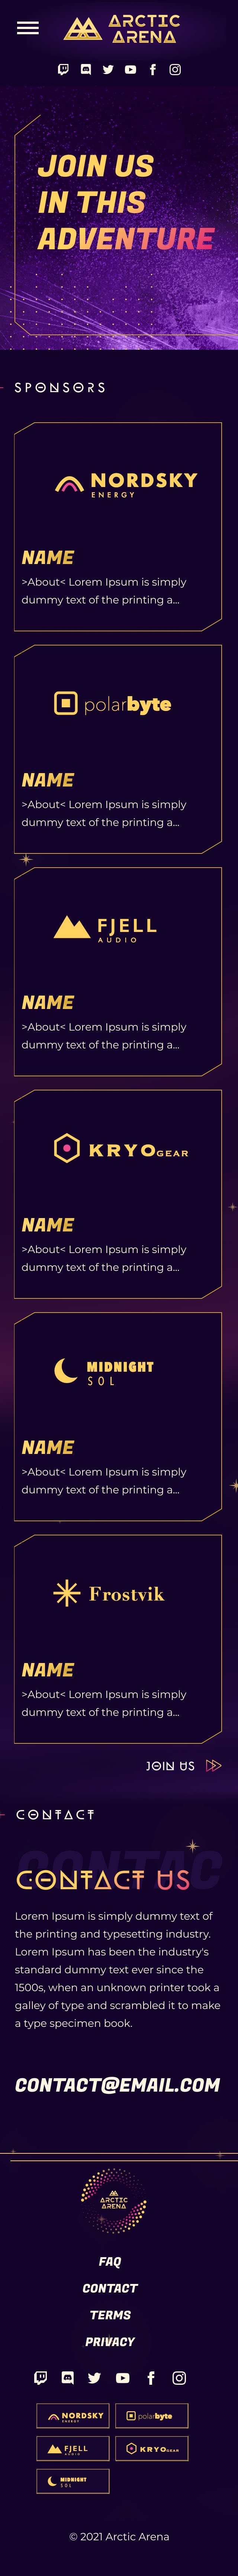 ARCTIC
ARENA
JOIN US
IN THIS
ADVENTURE
SPONSORS
NORDSKY
ENERGY
NAME
>About< Lorem Ipsum is simply
dummy text of the printing a...
polarbyte
NAME
>About< Lorem Ipsum is simply
dummy text of the printing a...
FJELL
AUDIO
NAME
>About< Lorem Ipsum is simply
dummy text of the printing a...
KRYOGEAR
NAME
>About< Lorem Ipsum is simply
dummy text of the printing a...
MIDNIGHT
SOL
NAME
>About< Lorem Ipsum is simply
dummy text of the printing a...
Frostvik
NAME
>About< Lorem Ipsum is simply
dummy text of the printing a...
JOIN US
CONTACT
CONTAC
CONTACT US
Lorem Ipsum is simply dummy text of
the printing and typesetting industry.
Lorem Ipsum has been the industry's
standard dummy text ever since the
1500s, when an unknown printer took a
galley of type and scrambled it to make
a type specimen book.
CONTACT@EMAIL.COM
ARCTIC
ARENA
FAQ
CONTACT
TERMS
PRIVACY
NORDSKY
ENERGY
polarbyte
FJELL
AUDIO
KRYOGEAR
MIDNIGHT
SOL
© 2021 Arctic Arena